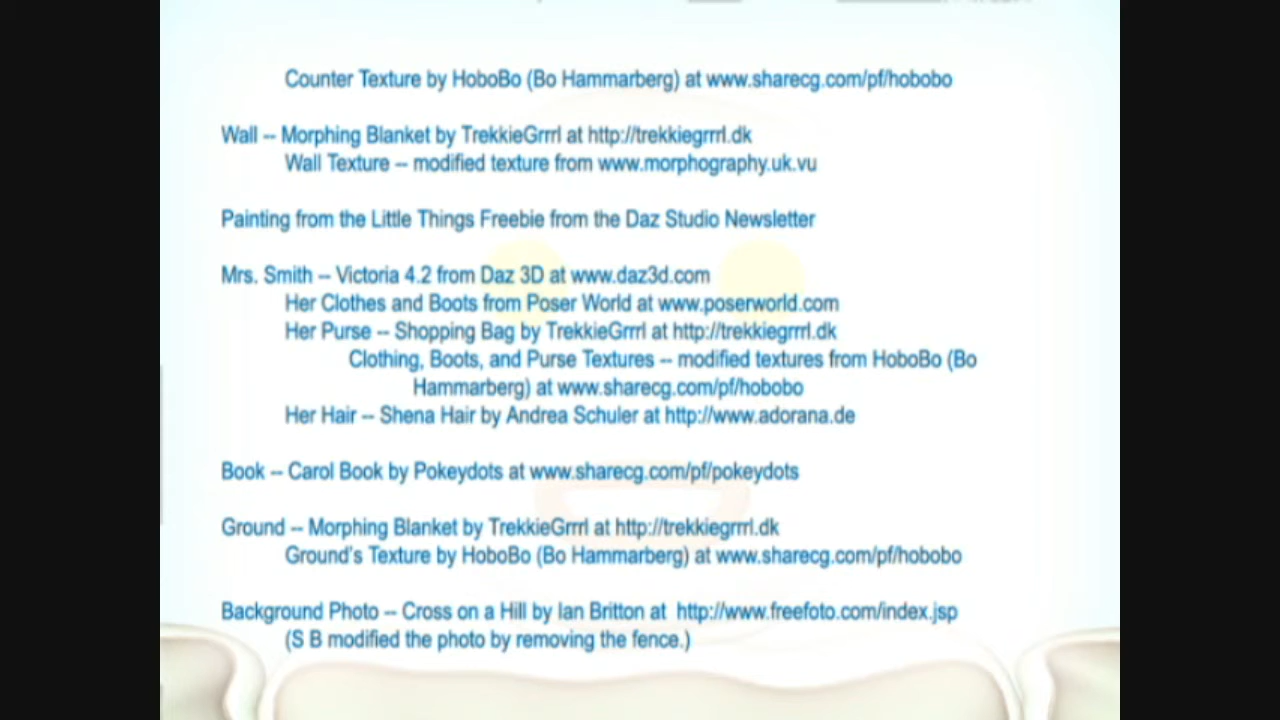 Counter Texture by HoboBo (Bo Hammarberg) at www.sharecg.com/pf/hobobo
Wall -- Morphing Blanket by TrekkieGrrrl at http://trekkiegrrrl.dk
Wall Texture -- modified texture from www.morphography.uk.vu
Painting from the Little Things Freebie from the Daz Studio Newsletter
Mrs. Smith -- Victoria 4.2 from Daz 3D at www.daz3d.com
Her Clothes and Boots from Poser World at www.poserworld.com
Her Purse -- Shopping Bag by TrekkieGrrrl at http://trekkiegrrrl.dk
Clothing, Boots, and Purse Textures -- modified textures from HoboBo (Bo
Hammarberg) at www.sharecg.com/pf/hobobo
Her Hair -- Shena Hair by Andrea Schuler at http://www.adorana.de
Book -- Carol Book by Pokeydots at www.sharecg.com/pf/pokeydots
Ground -- Morphing Blanket by TrekkieGrrrl at http://trekkiegrrrl.dk
Ground's Texture by HoboBo (Bo Hammarberg) at www.sharecg.com/pf/hobobo
Background Photo -- Cross on a Hill by Ian Britton at  http://www.freefoto.com/index.jsp
(S B modified the photo by removing the fence.)